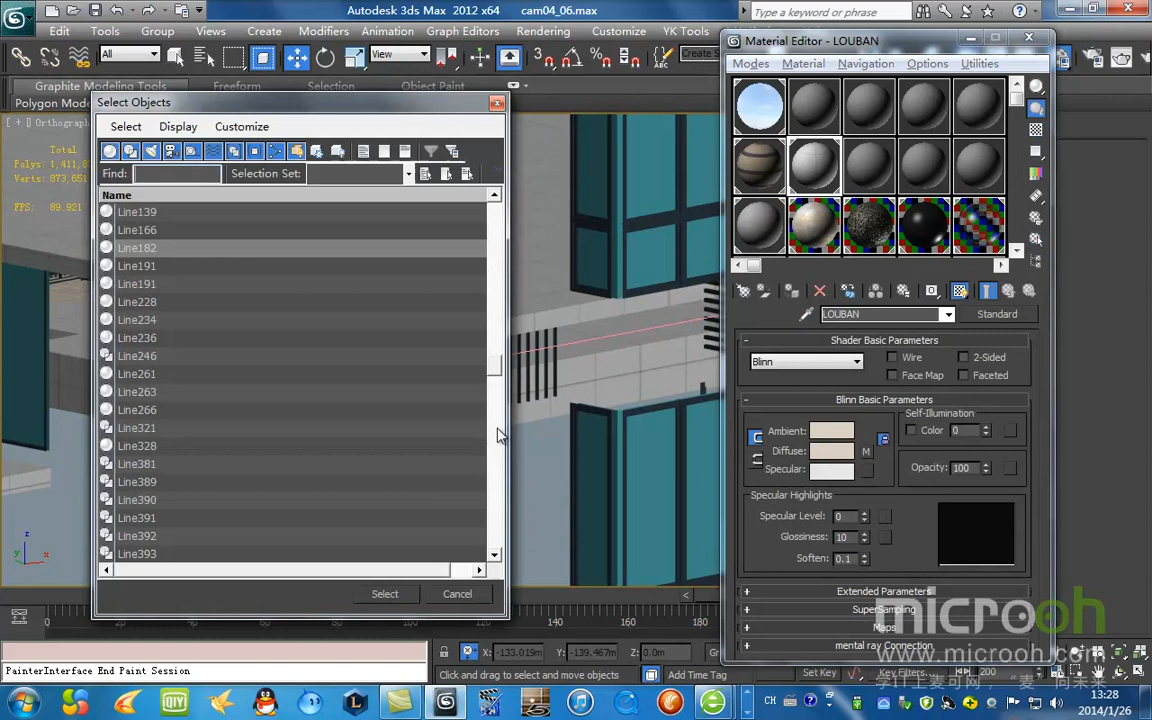 Autodesk 3ds Max 2012 x64
cam04_06.max
Type a keyword or phrase
Edit
Tools
Group
Views
Create
Modifiers
Animation
Graph Editors
Rendering
Customize
YK Tools
All
View
Create S
Graphite Modeling Tools
Freeform
Selection
Object Paint
Polygon Mode
[ + ] Orthograph
Total
Polys: 1,411,8
Verts: 873,651
FPS: 89.921
Select Objects
Select
Display
Customize
Find:
Selection Set:
Name
Line139
Line166
Line182
Line191
Line191
Line228
Line234
Line236
Line246
Line261
Line263
Line266
Line321
Line328
Line381
Line389
Line390
Line391
Line392
Line393
Select
Cancel
Material Editor - LOUBAN
Modes
Material
Navigation
Options
Utilities
LOUBAN
Standard
Shader Basic Parameters
Blinn
Wire
2-Sided
Face Map
Faceted
Blinn Basic Parameters
Ambient:
Diffuse:
M
Specular:
Self-Illumination
Color 0
Opacity: 100
Specular Highlights
Specular Level: 0
Glossiness: 10
Soften: 0.1
Extended Parameters
SuperSampling
Maps
mental ray Connection
microoh
www.microoh.com
z
y
x
0
120
140
160
180
X: -133.019m
Y: -139.467m
Z: 0.0m
PainterInterface End Paint Session
Click and drag to select and move objects
Add Time Tag
Set Key
Key Filters...
200
CH
13:28
2014/1/26